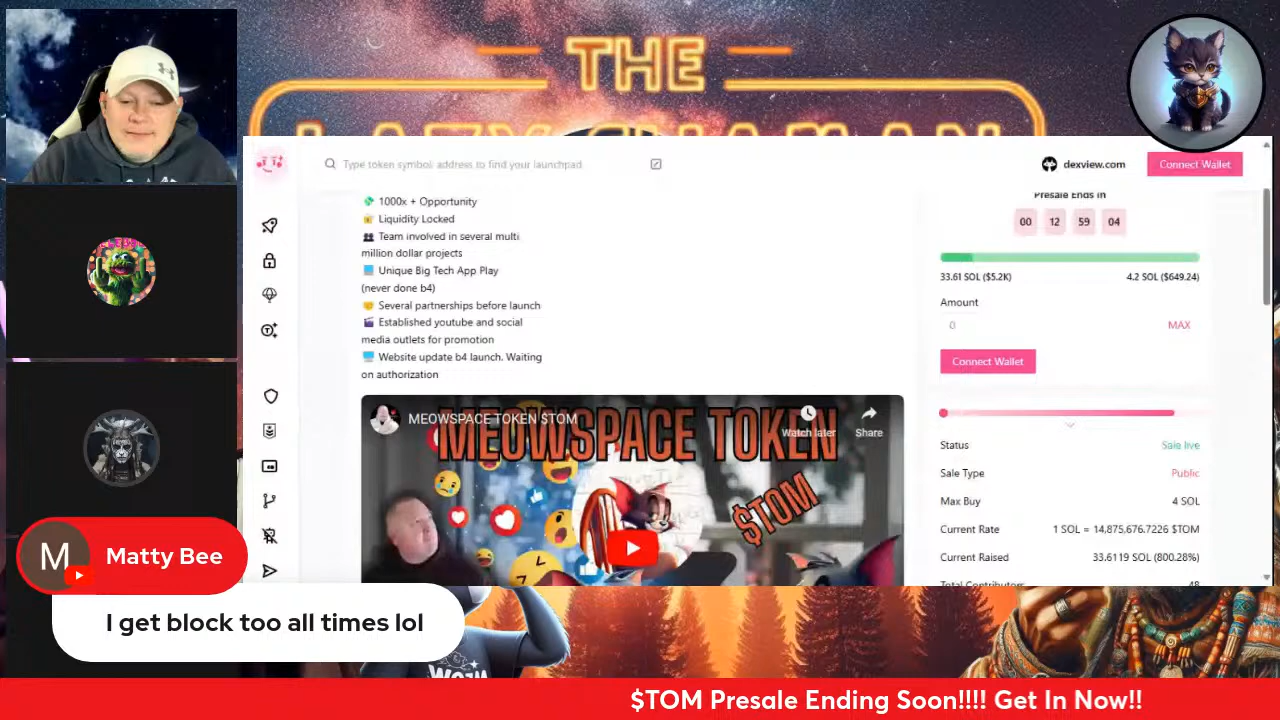 THE
LAZY SHAMAN
Type token symbol, address to find your launchpad
dexview.com
Connect Wallet
1000x + Opportunity
Liquidity Locked
Team involved in several multi
million dollar projects
Unique Big Tech App Play
(never done b4)
Several partnerships before launch
Established youtube and social
media outlets for promotion
Website update b4 launch. Waiting
on authorization
Presale Ends In
00 12 59 04
33.61 SOL ($5.2K) 4.2 SOL ($649.24)
Amount
0 MAX
Connect Wallet
MEOWSPACE TOKEN $TOM
Watch later
Share
MEOWSPACE TOKEN
$TOM
Status Sale live
Sale Type Public
Max Buy 4 SOL
Current Rate 1 SOL = 14,875,676.7226 $TOM
Current Raised 33.6119 SOL (800.28%)
Total Contributors 48
M
Matty Bee
I get block too all times lol
$TOM Presale Ending Soon!!!! Get In Now!!